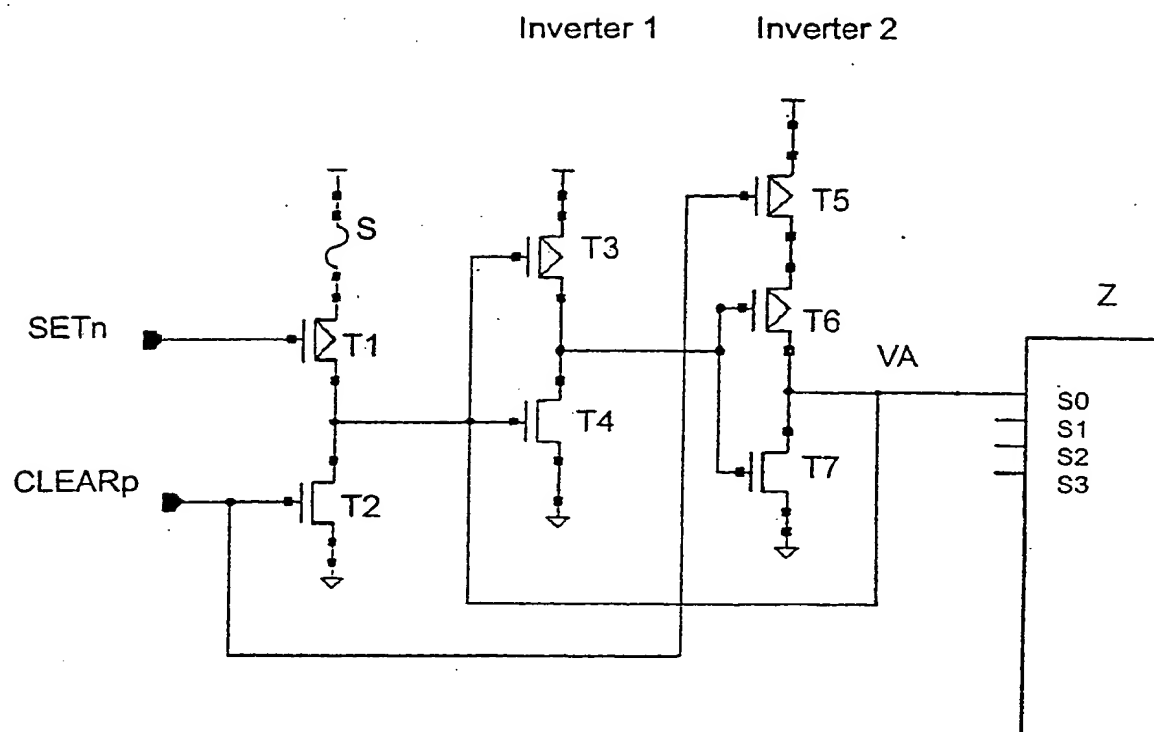 Inverter 1 Inverter 2
T5
S
T3
Z
SETn
T1
T6
VA
S0
T4
S1
S2
T7
S3
CLEARp
T2